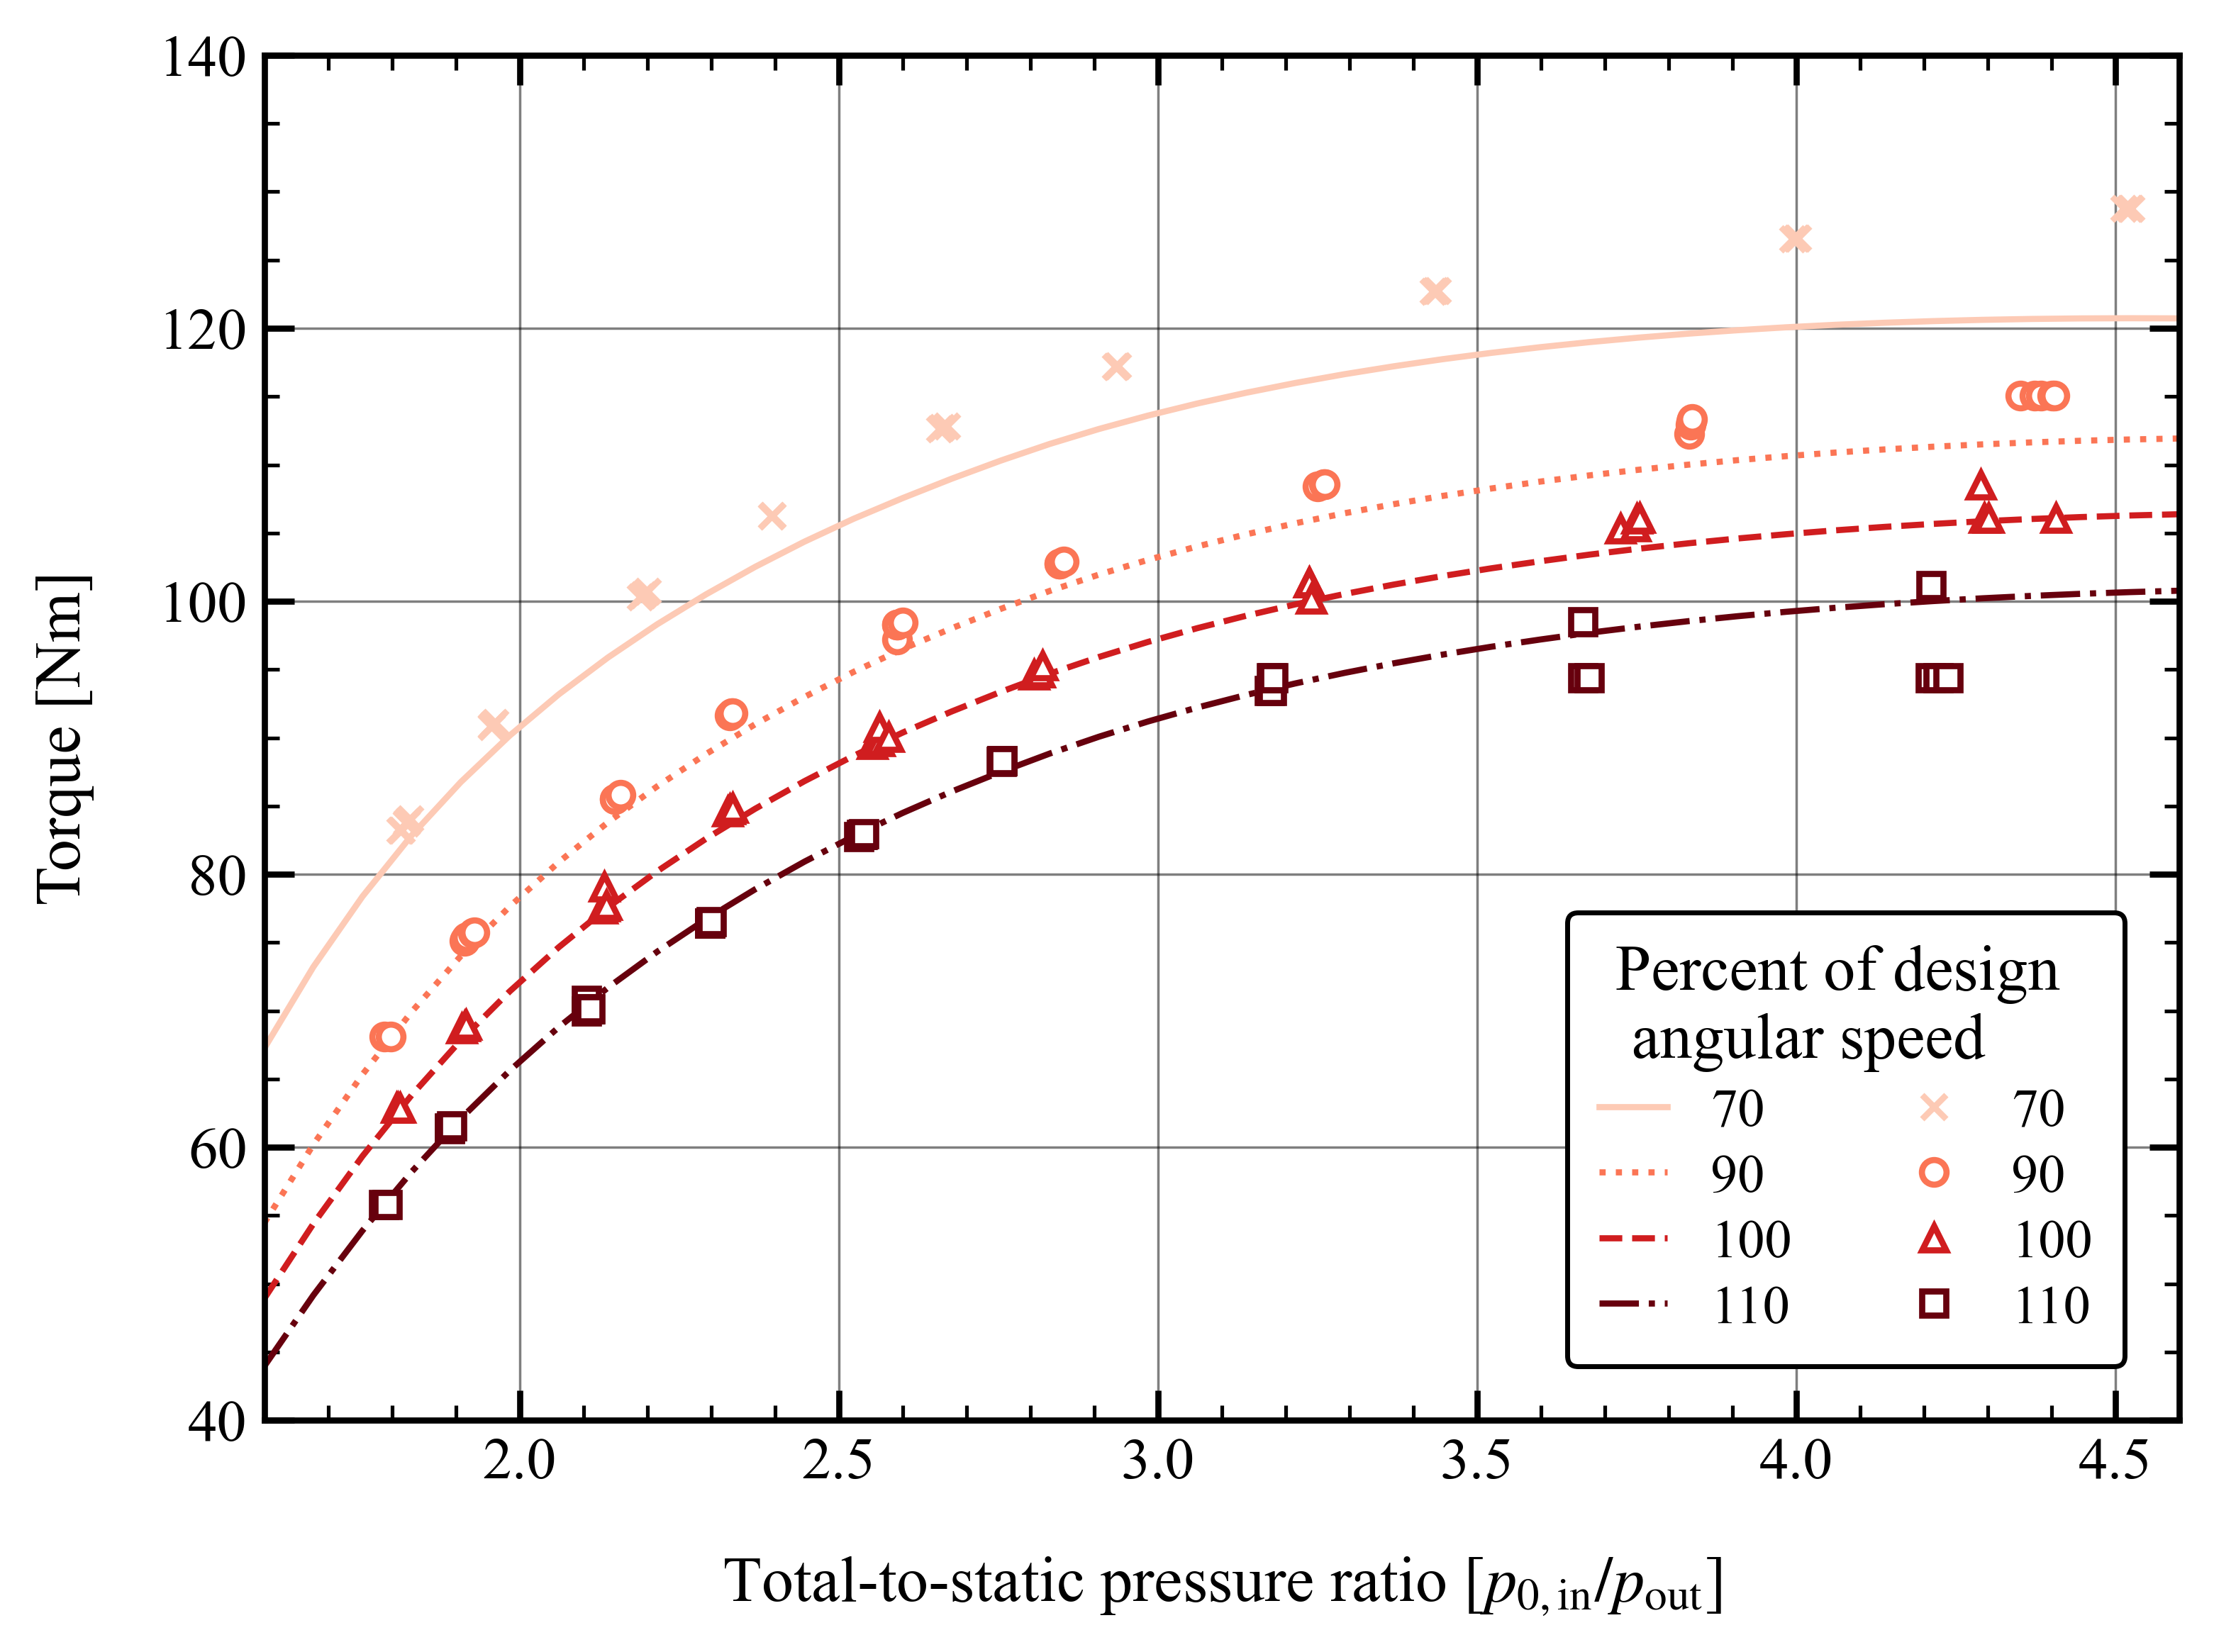 140
120
100
80
60
40
Torque [Nm]
2.0 2.5 3.0 3.5 4.0 4.5
Total-to-static pressure ratio [p0, in/pout]
Percent of design
angular speed
70 70
90 90
100 100
110 110